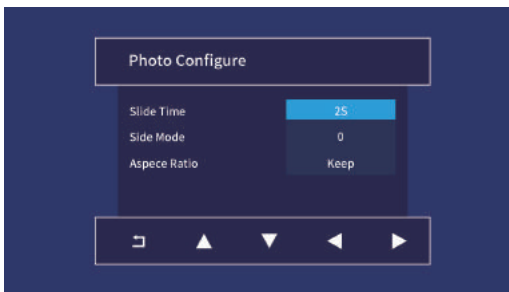 Photo Configure
Slide Time 2S
Side Mode 0
Aspece Ratio Keep